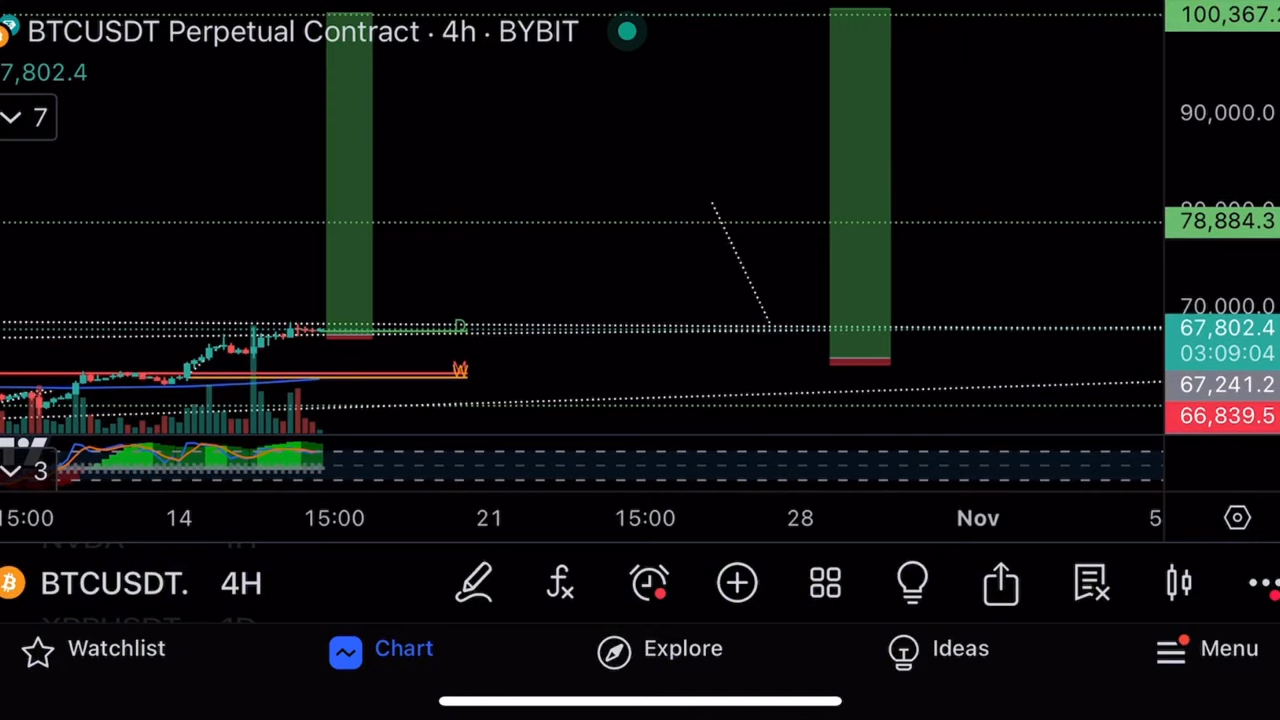 BTCUSDT Perpetual Contract · 4h · BYBIT
7,802.4
7
100,367.2
90,000.0
78,884.3
70,000.0
67,802.4
03:09:04
67,241.2
66,839.5
D
W
3
15:00 14 15:00 21 15:00 28 Nov 5
BTCUSDT. 4H
Watchlist Chart Explore Ideas Menu